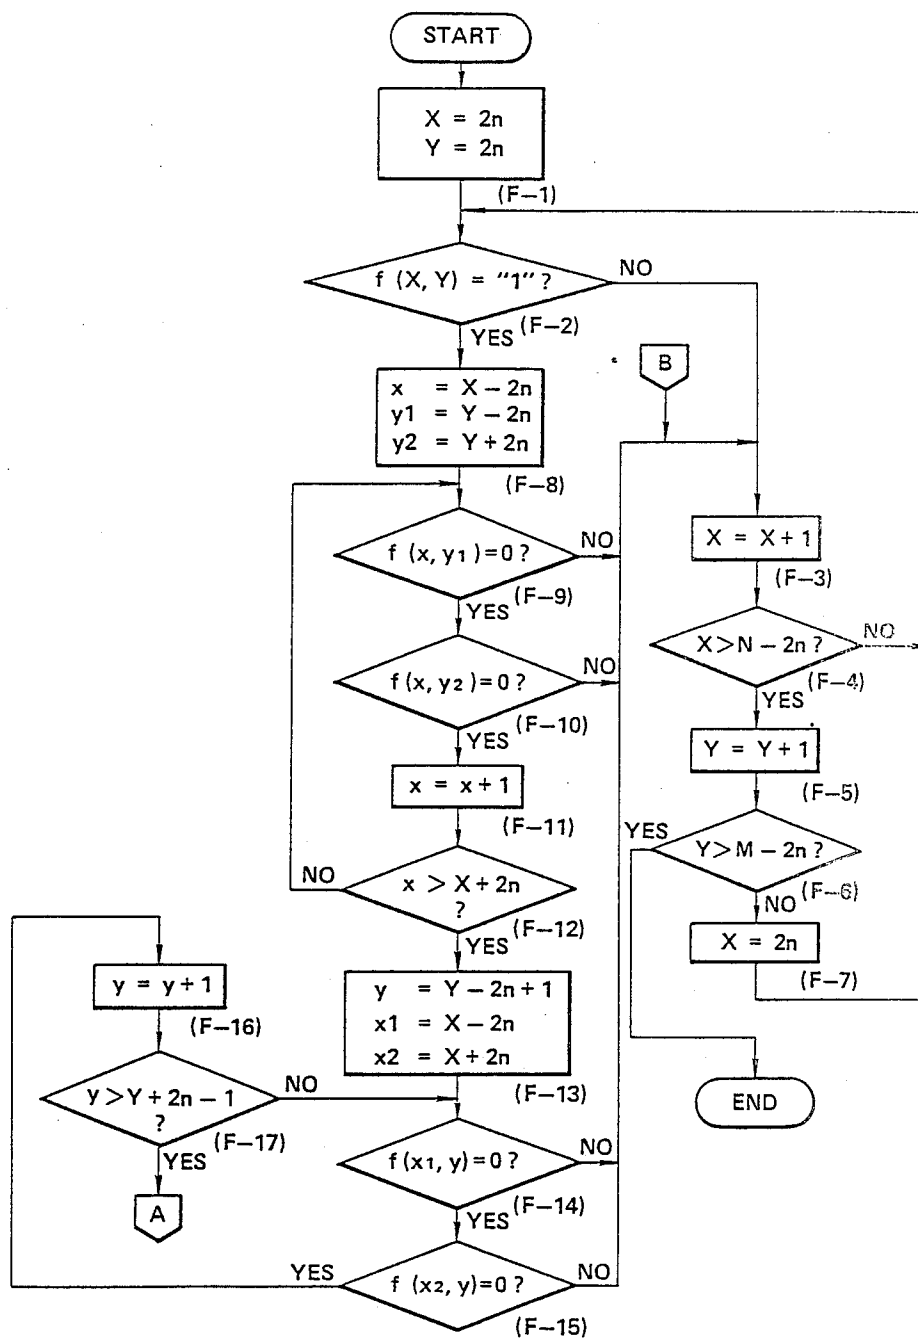 START
X = 2n
Y = 2n
(F-1)
f (X, Y) = "1" ?
NO
(F-2)
YES
B
x = X - 2n
y1 = Y - 2n
y2 = Y + 2n
(F-8)
f (x, y1)=0 ?
NO
(F-9)
YES
X = X + 1
(F-3)
X > N - 2n ?
NO
(F-4)
YES
f(x, y2)=0 ?
NO
(F-10)
YES
Y = Y + 1
(F-5)
x = x + 1
(F-11)
YES
Y > M - 2n ?
(F-6)
NO
NO
x > X + 2n
?
(F-12)
YES
X = 2n
(F-7)
y = y + 1
(F-16)
y = Y - 2n + 1
x1 = X - 2n
x2 = X + 2n
(F-13)
y > Y + 2n - 1
?
NO
(F-17)
YES
END
A
f (x1, y)=0 ?
NO
(F-14)
YES
YES
f (x2, y)=0 ?
NO
(F-15)